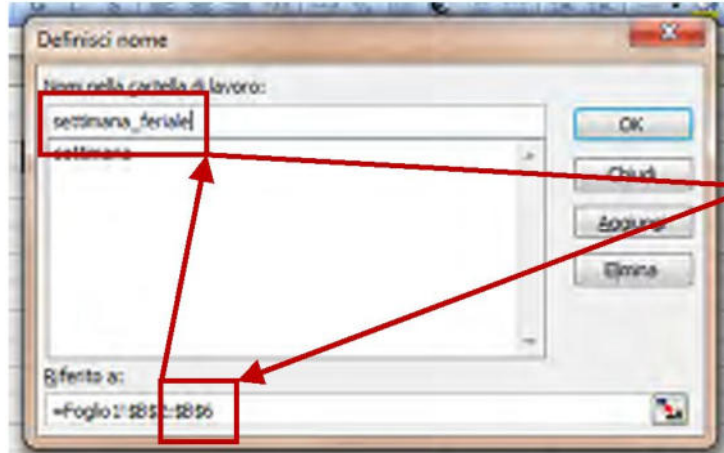 Definisci nome
Nomi nella cartella di lavoro:
settimana_feriale
settimana
OK
Chiudi
Aggiungi
Elimina
Riferito a:
=Foglio1!$B$2:$B$6